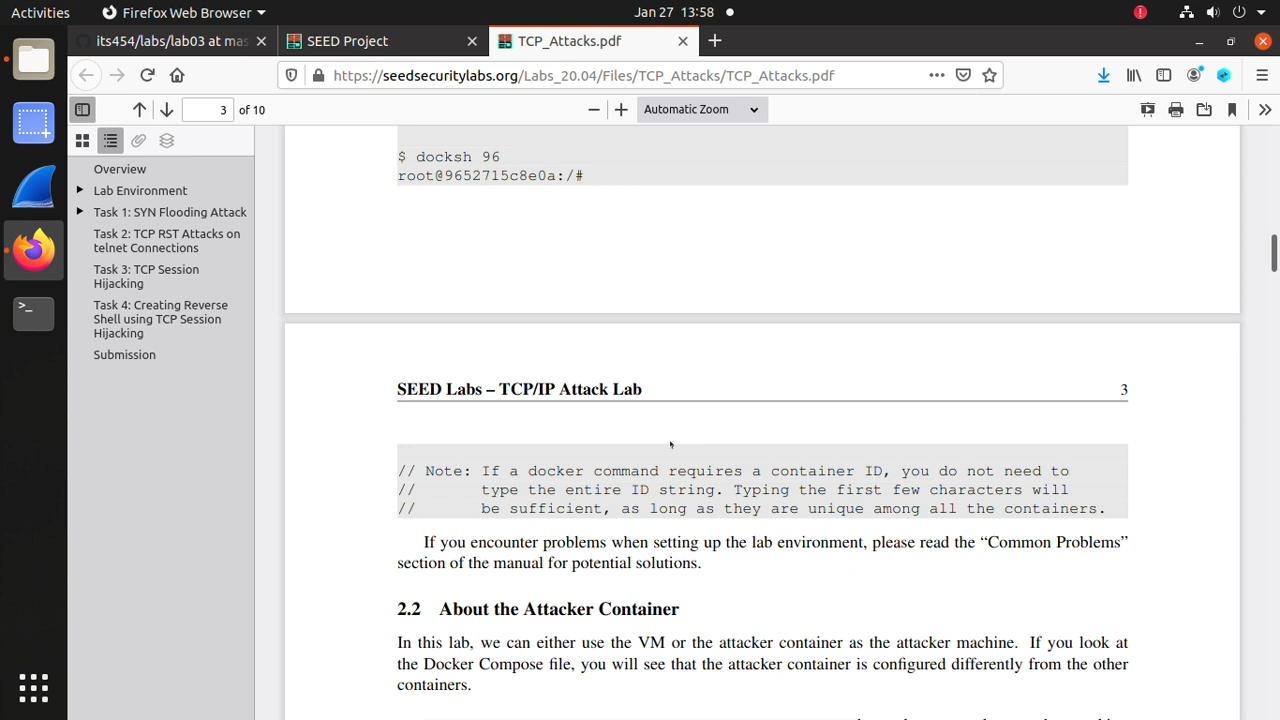 Activities
Firefox Web Browser
Jan 27 13:58
its454/labs/lab03 at mas
SEED Project
TCP_Attacks.pdf
https://seedsecuritylabs.org/Labs_20.04/Files/TCP_Attacks/TCP_Attacks.pdf
3
of 10
Automatic Zoom
Overview
Lab Environment
Task 1: SYN Flooding Attack
Task 2: TCP RST Attacks on
telnet Connections
Task 3: TCP Session
Hijacking
Task 4: Creating Reverse
Shell using TCP Session
Hijacking
Submission
$ docksh 96
root@9652715c8e0a:/#
SEED Labs – TCP/IP Attack Lab
3
// Note: If a docker command requires a container ID, you do not need to
// type the entire ID string. Typing the first few characters will
// be sufficient, as long as they are unique among all the containers.
If you encounter problems when setting up the lab environment, please read the “Common Problems”
section of the manual for potential solutions.
2.2 About the Attacker Container
In this lab, we can either use the VM or the attacker container as the attacker machine. If you look at
the Docker Compose file, you will see that the attacker container is configured differently from the other
containers.